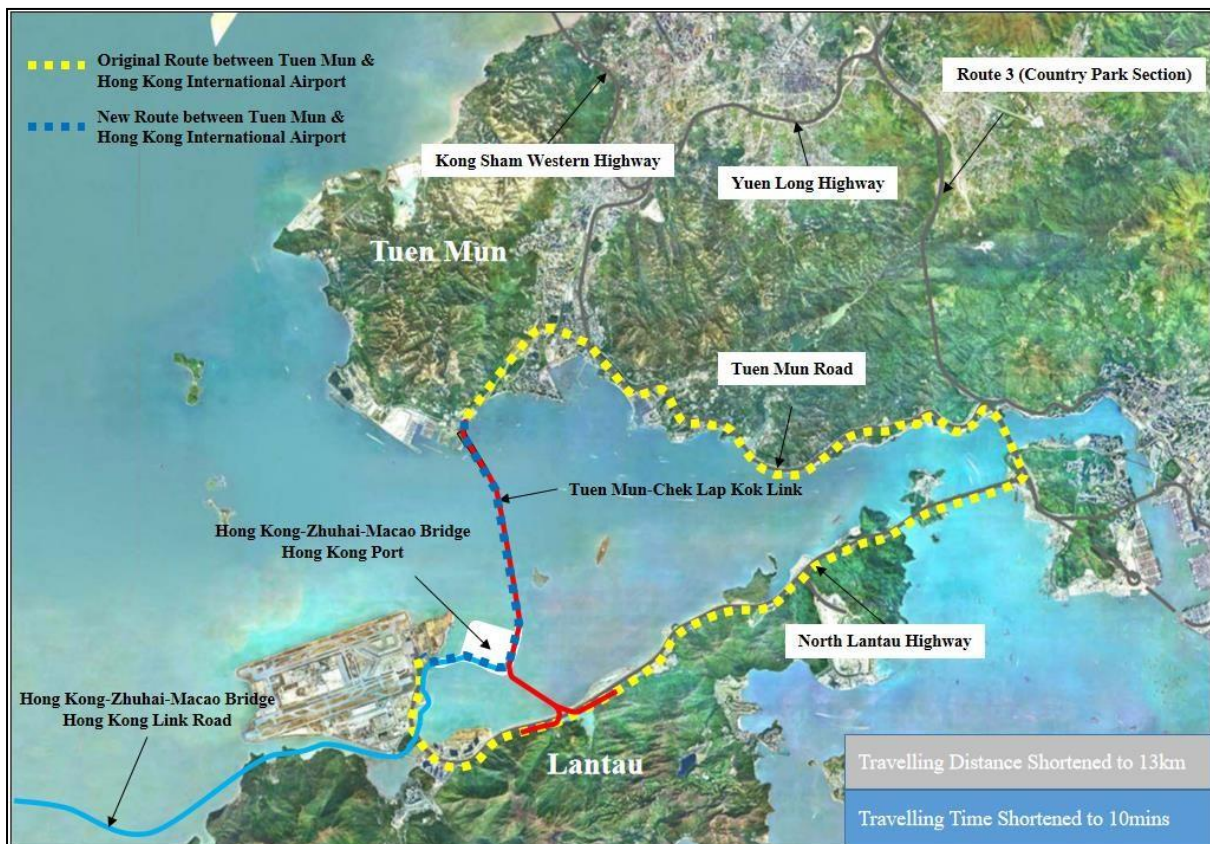 Original Route between Tuen Mun &
Hong Kong International Airport
New Route between Tuen Mun &
Hong Kong International Airport
Route 3 (Country Park Section)
Kong Sham Western Highway
Yuen Long Highway
Tuen Mun
Tuen Mun Road
Tuen Mun-Chek Lap Kok Link
Hong Kong-Zhuhai-Macao Bridge
Hong Kong Port
North Lantau Highway
Hong Kong-Zhuhai-Macao Bridge
Hong Kong Link Road
Lantau
Travelling Distance Shortened to 13km
Travelling Time Shortened to 10mins